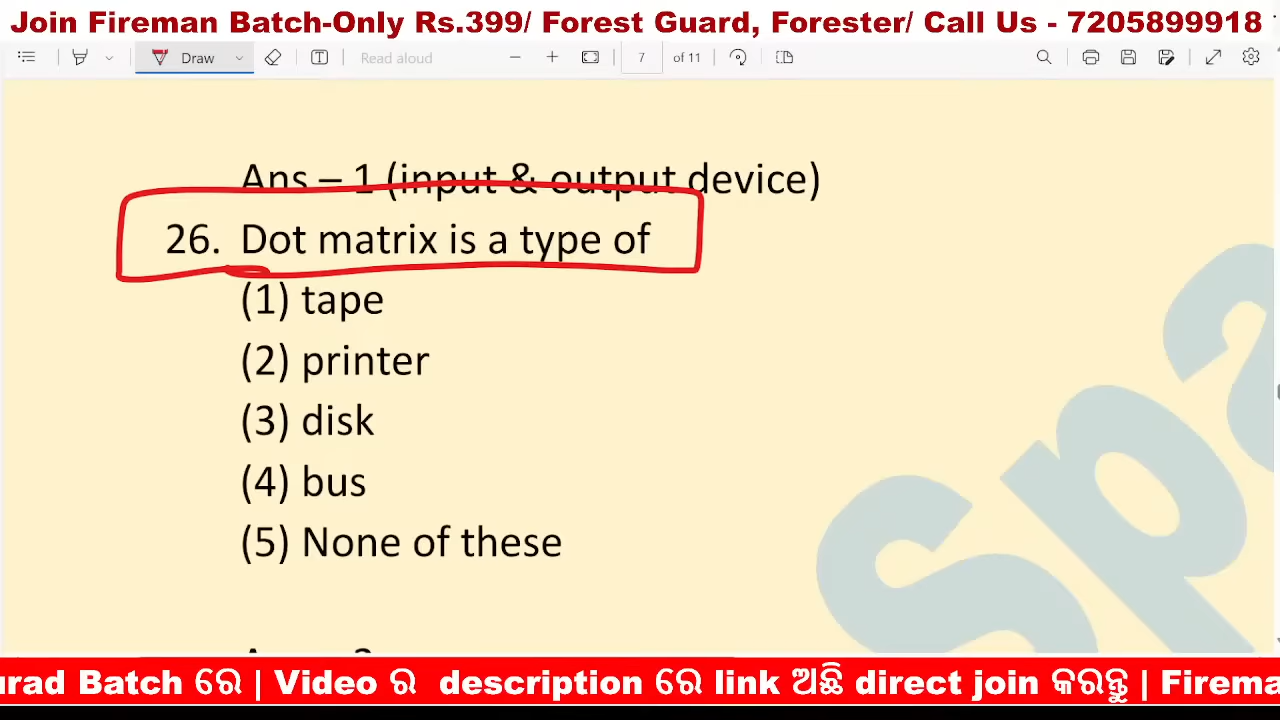 Join Fireman Batch-Only Rs.399/ Forest Guard, Forester/ Call Us - 7205899918
Draw
Read aloud
7 of 11
Ans – 1 (input & output device)
26. Dot matrix is a type of
(1) tape
(2) printer
(3) disk
(4) bus
(5) None of these
Spa
urad Batch ରେ | Video ର description ରେ link ଅଛି direct join କରନ୍ତୁ | Firema